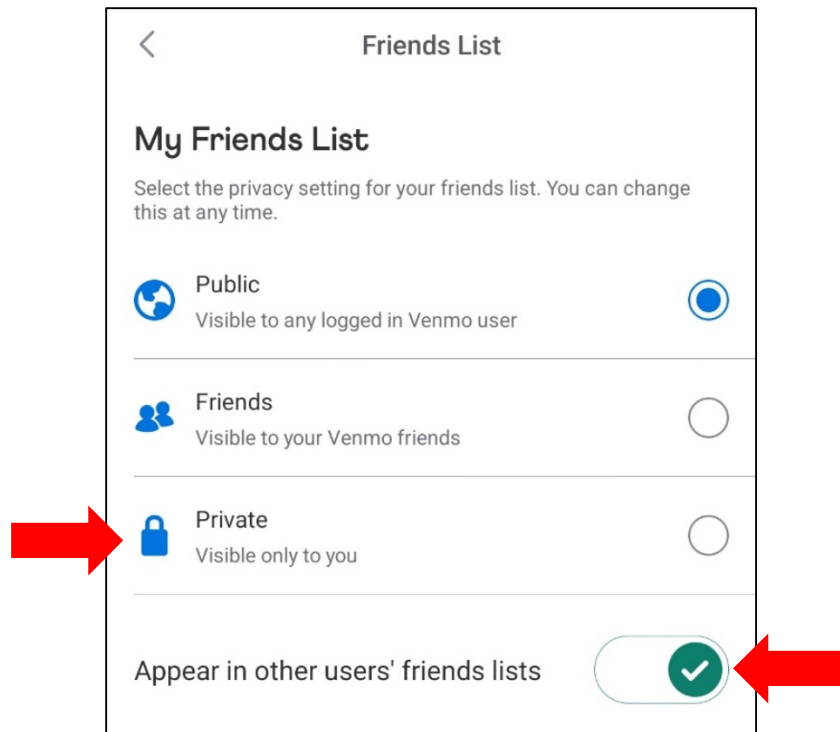 Friends List
My Friends List
Select the privacy setting for your friends list. You can change
this at any time.
Public
Visible to any logged in Venmo user
Friends
Visible to your Venmo friends
Private
Visible only to you
Appear in other users' friends lists